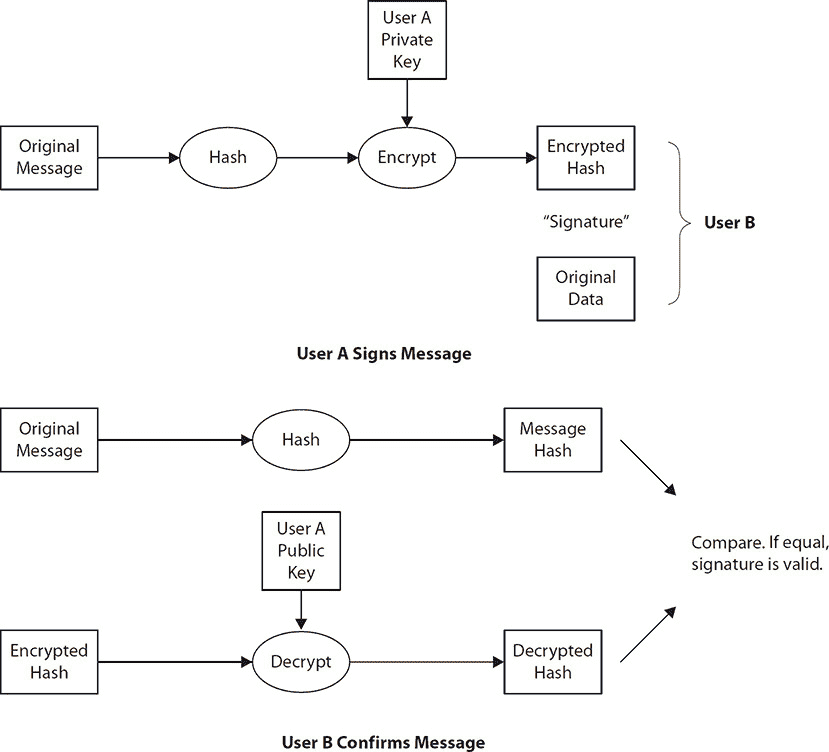 User A
Private
Key
Original
Message
Hash
Encrypt
Encrypted
Hash
“Signature”
User B
Original
Data
User A Signs Message
Original
Message
Hash
Message
Hash
User A
Public
Key
Compare. If equal,
signature is valid.
Encrypted
Hash
Decrypt
Decrypted
Hash
User B Confirms Message